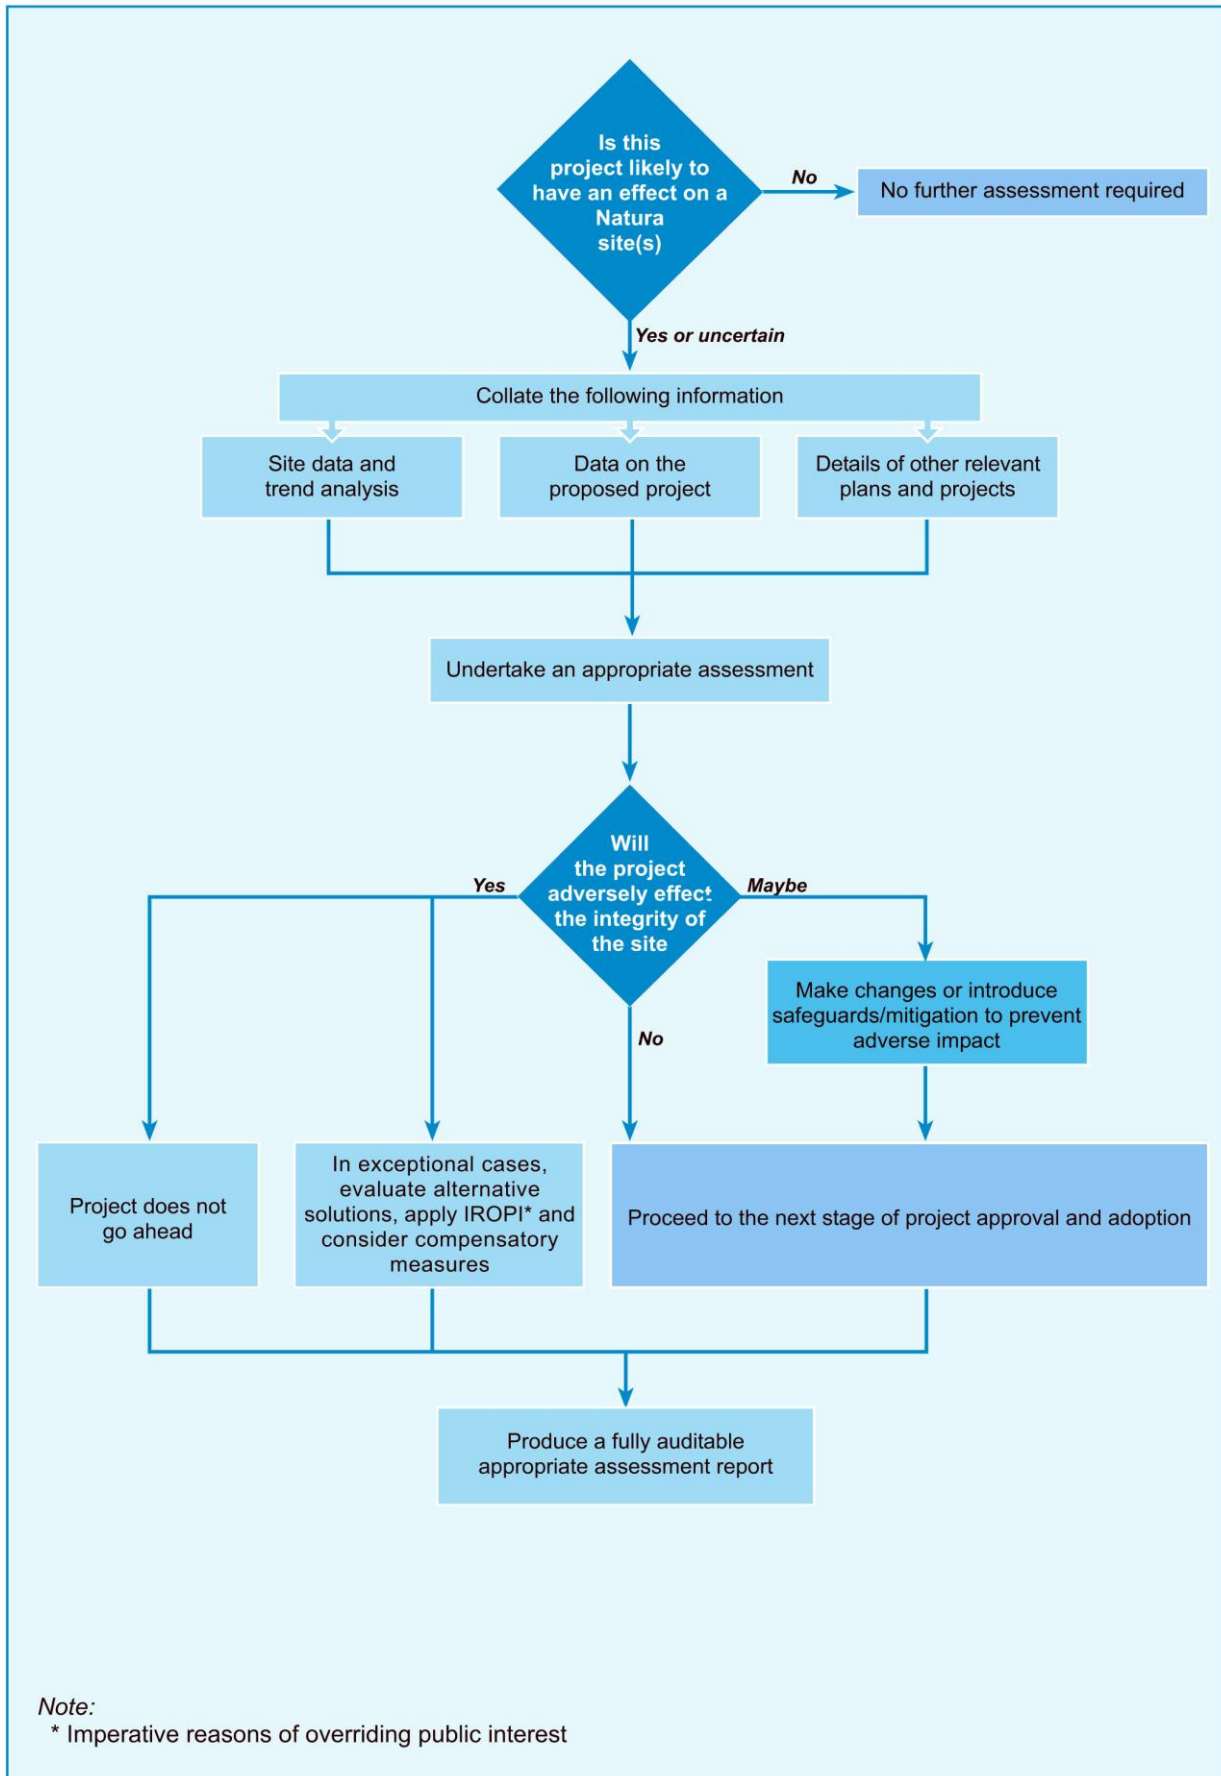 Is this
project likely to
have an effect on a
Natura
site(s)
No
No further assessment required
Yes or uncertain
Collate the following information
Site data and
trend analysis
Data on the
proposed project
Details of other relevant
plans and projects
Undertake an appropriate assessment
Will
the project
adversely effect
the integrity of
the site
Yes
Maybe
No
Make changes or introduce
safeguards/mitigation to prevent
adverse impact
Project does not
go ahead
In exceptional cases,
evaluate alternative
solutions, apply IROPI* and
consider compensatory
measures
Proceed to the next stage of project approval and adoption
Produce a fully auditable
appropriate assessment report
Note:
* Imperative reasons of overriding public interest